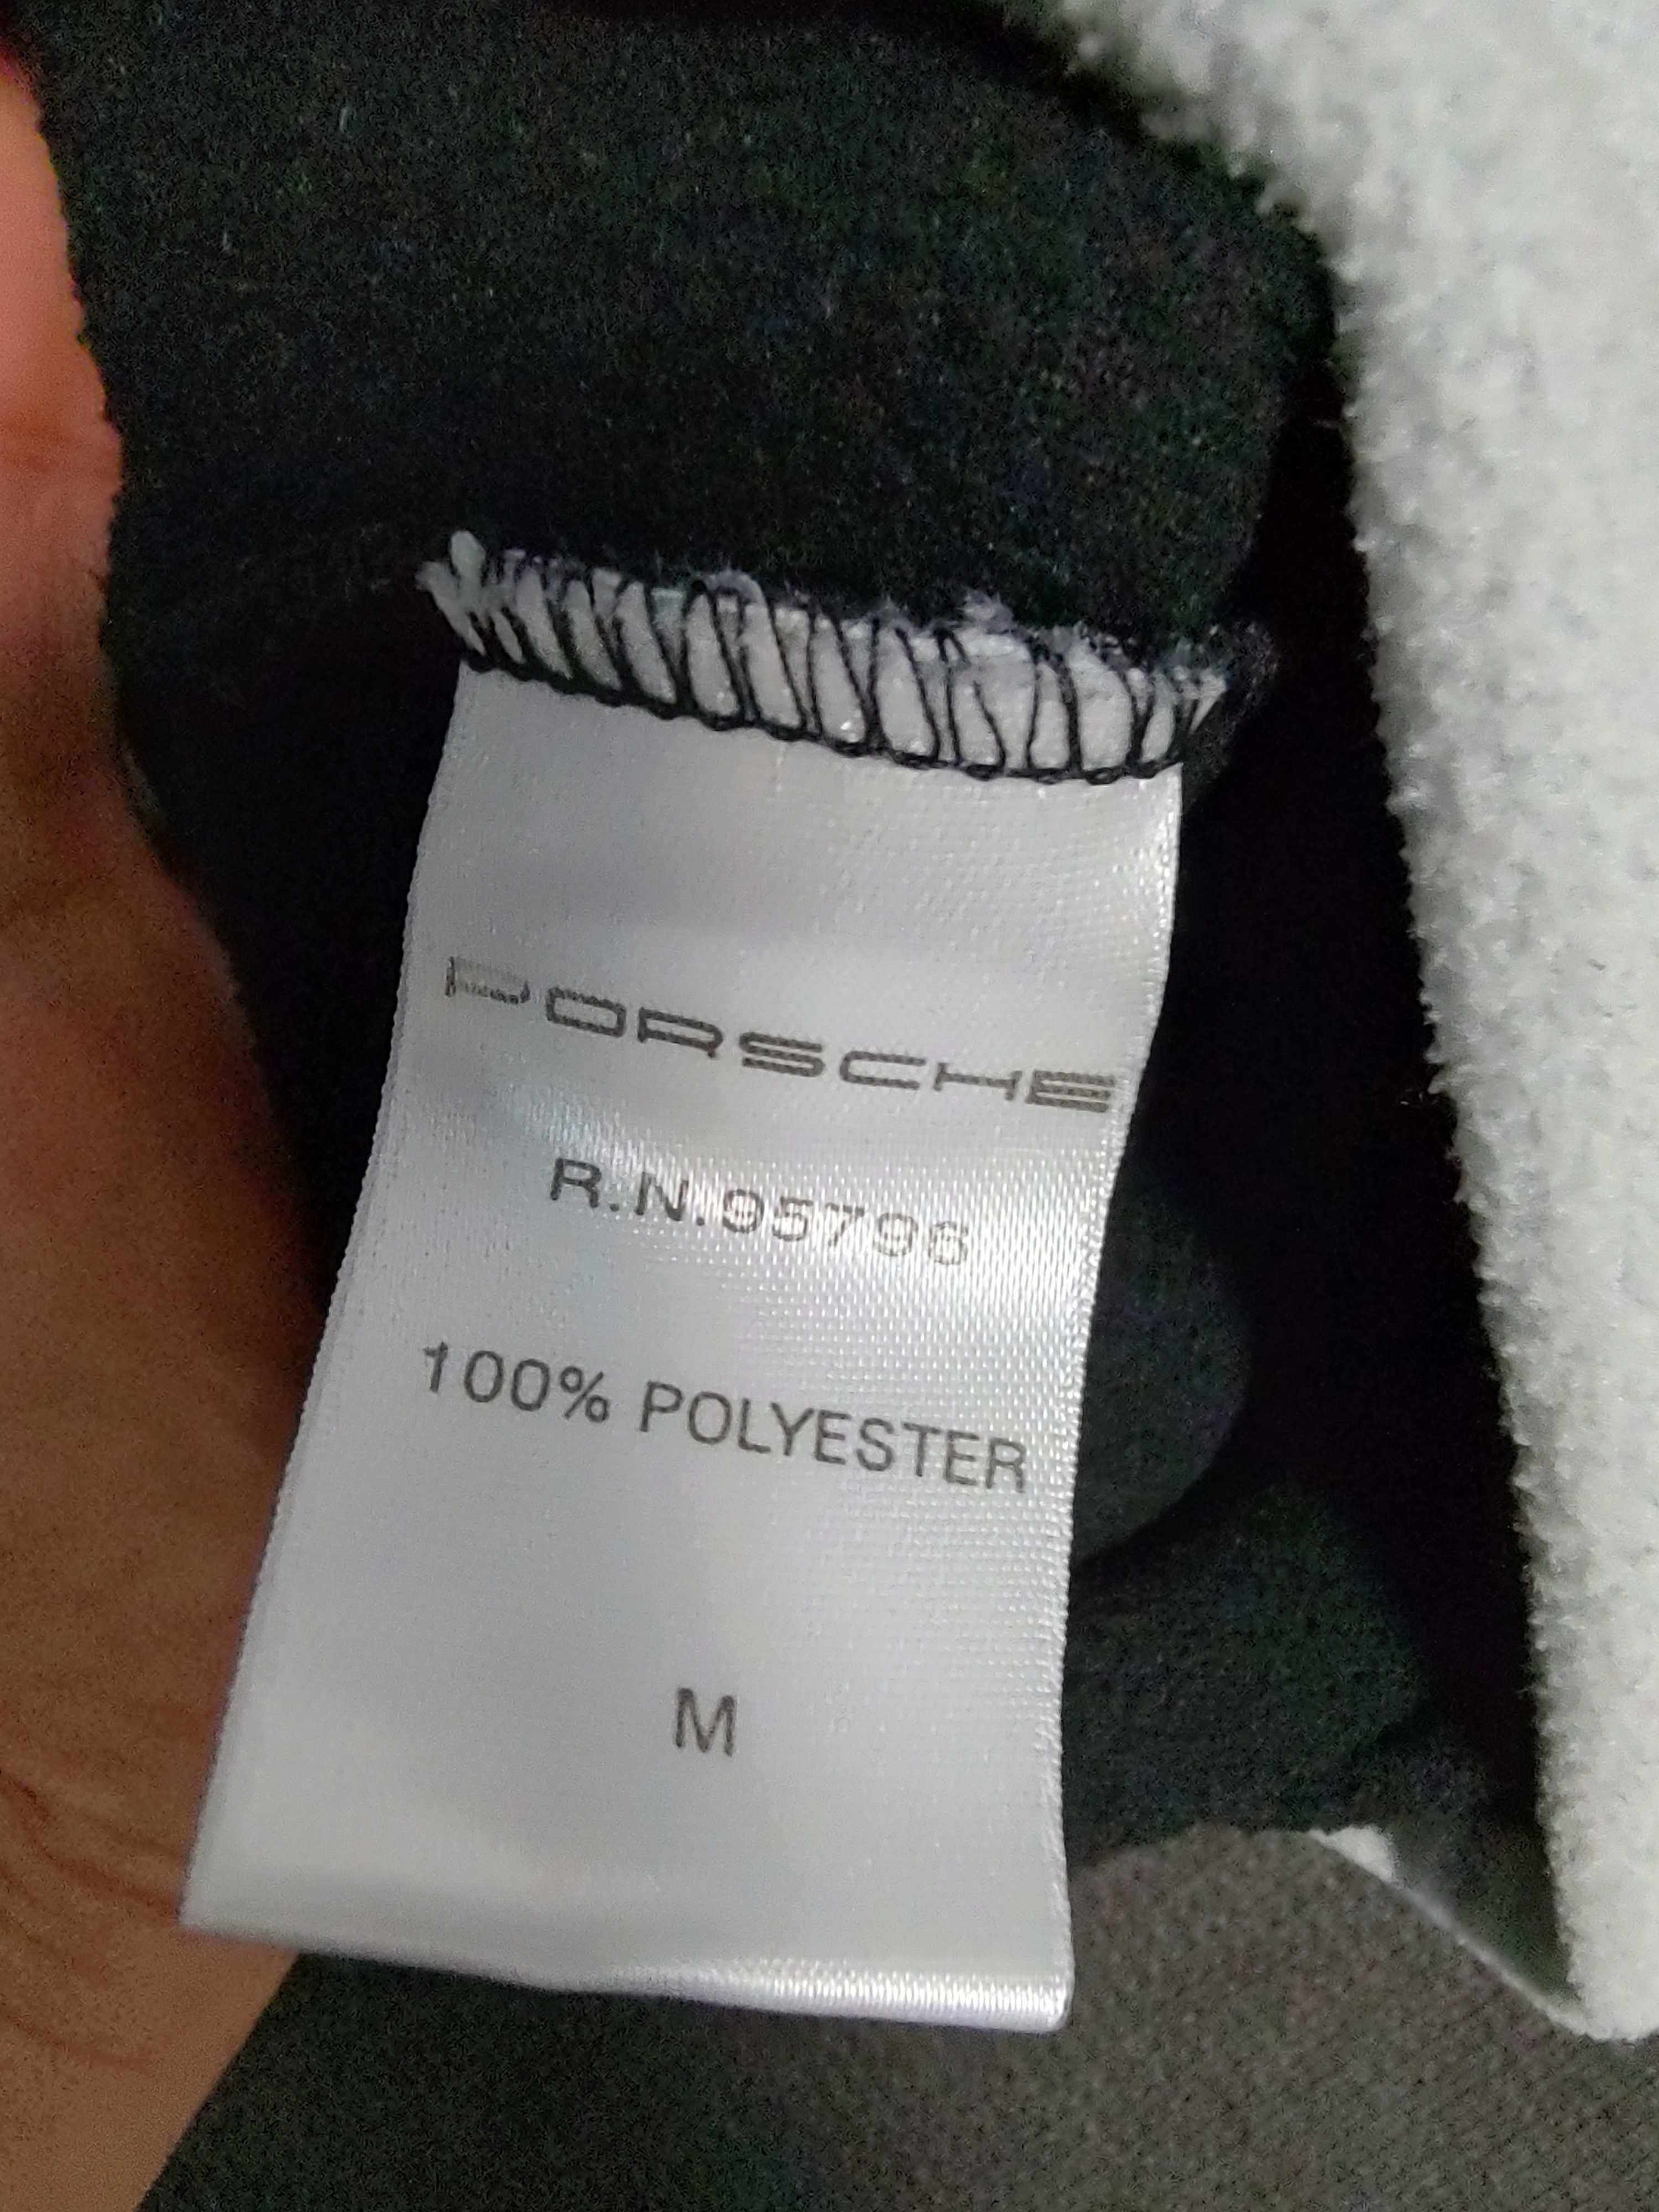 PORSCHE
R.N.95796
100% POLYESTER
M